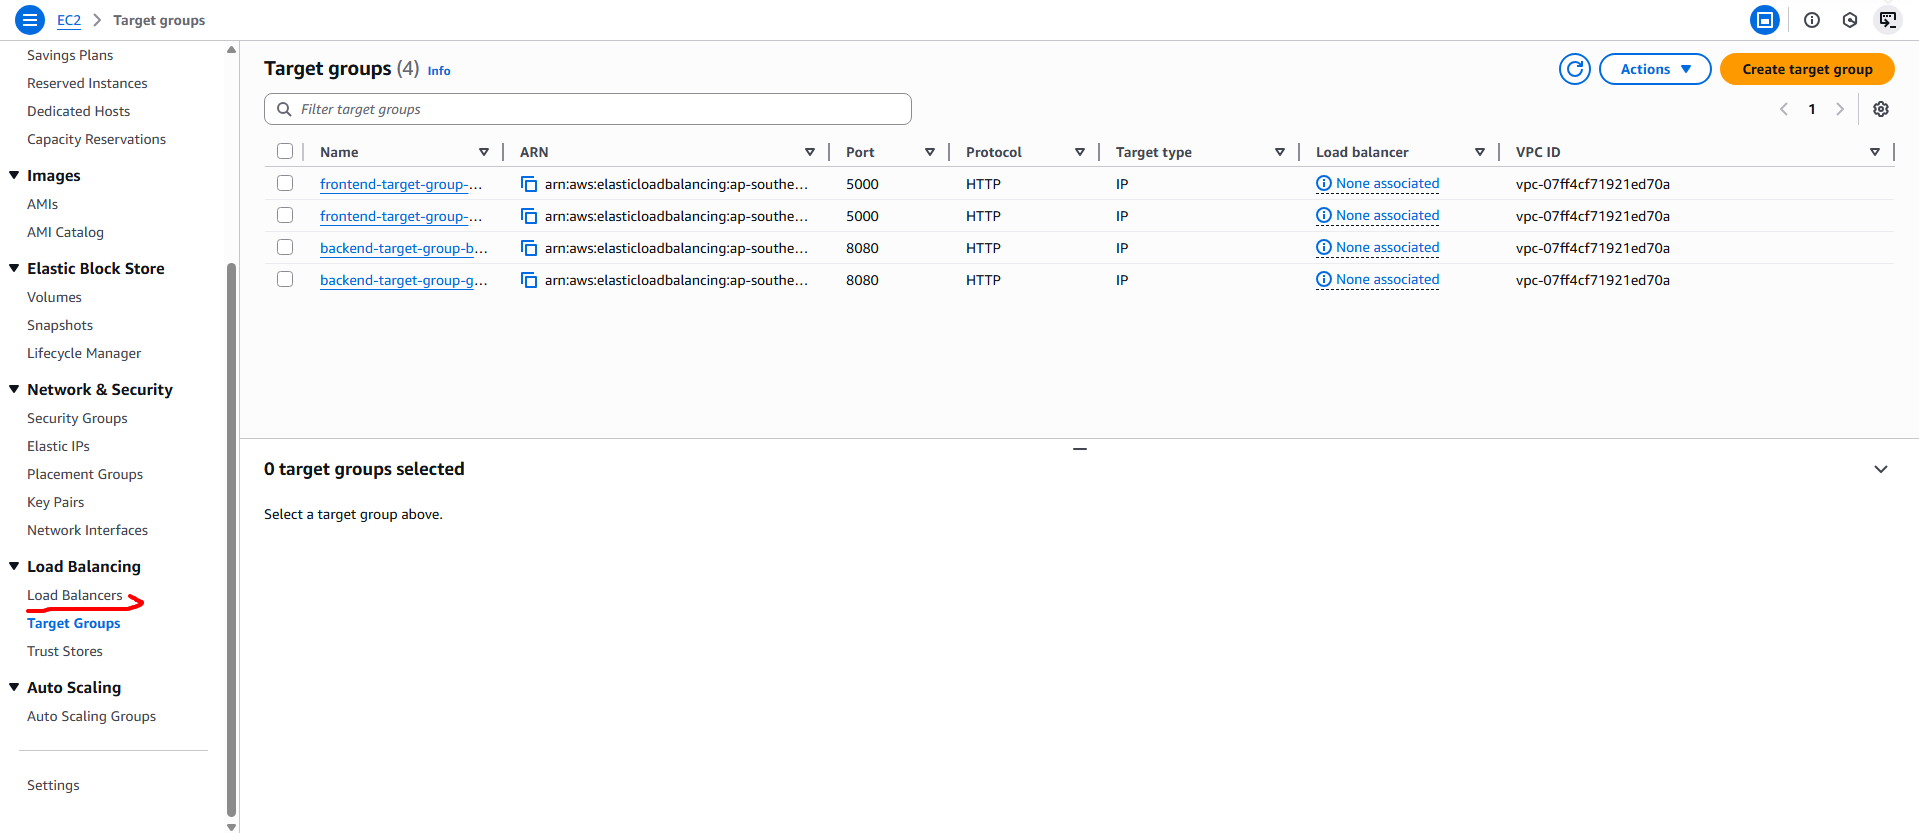 EC2 > Target groups
Savings Plans
Reserved Instances
Dedicated Hosts
Capacity Reservations
Images
AMIs
AMI Catalog
Elastic Block Store
Volumes
Snapshots
Lifecycle Manager
Network & Security
Security Groups
Elastic IPs
Placement Groups
Key Pairs
Network Interfaces
Load Balancing
Load Balancers
Target Groups
Trust Stores
Auto Scaling
Auto Scaling Groups
Settings
Target groups (4) Info
Actions
Create target group
Filter target groups
1
Name ARN Port Protocol Target type Load balancer VPC ID
frontend-target-group-... arn:aws:elasticloadbalancing:ap-southe... 5000 HTTP IP None associated vpc-07ff4cf71921ed70a
frontend-target-group-... arn:aws:elasticloadbalancing:ap-southe... 5000 HTTP IP None associated vpc-07ff4cf71921ed70a
backend-target-group-b... arn:aws:elasticloadbalancing:ap-southe... 8080 HTTP IP None associated vpc-07ff4cf71921ed70a
backend-target-group-g... arn:aws:elasticloadbalancing:ap-southe... 8080 HTTP IP None associated vpc-07ff4cf71921ed70a
0 target groups selected
Select a target group above.